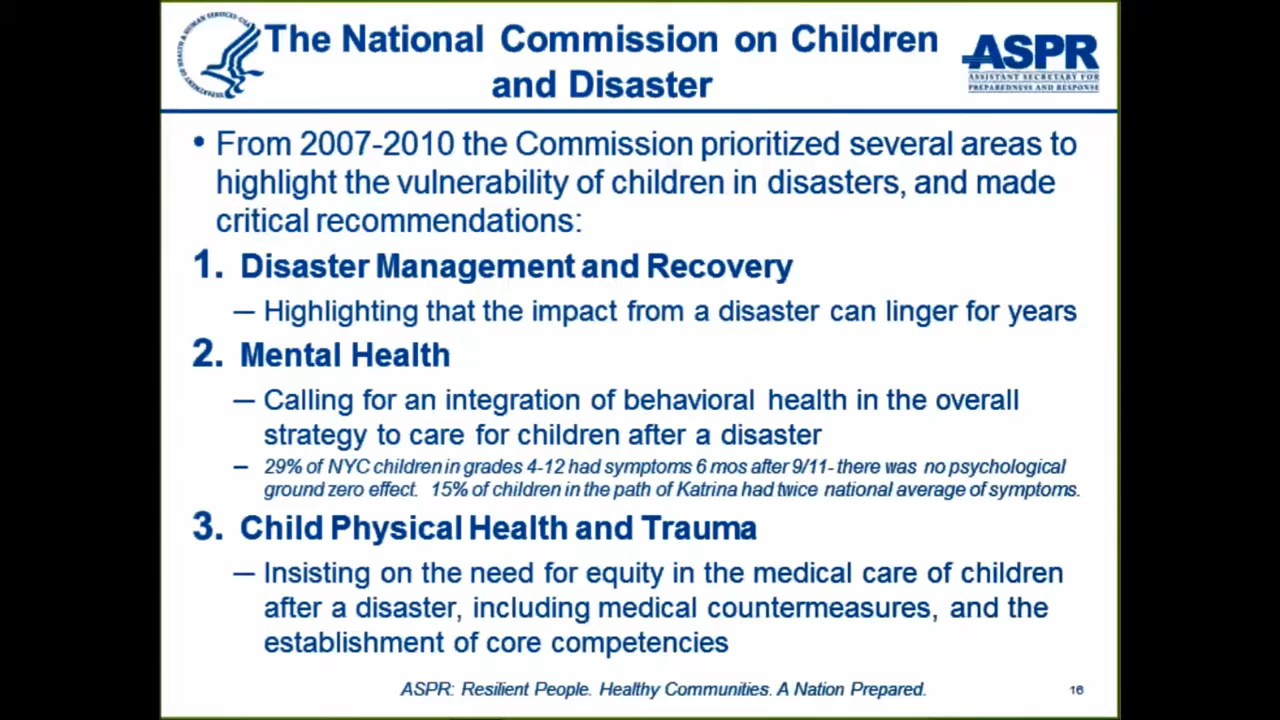 DEPARTMENT OF HEALTH & HUMAN SERVICES·USA
The National Commission on Children
and Disaster
ASPR
ASSISTANT SECRETARY FOR
PREPAREDNESS AND RESPONSE
• From 2007-2010 the Commission prioritized several areas to
highlight the vulnerability of children in disasters, and made
critical recommendations:
1. Disaster Management and Recovery
— Highlighting that the impact from a disaster can linger for years
2. Mental Health
— Calling for an integration of behavioral health in the overall
strategy to care for children after a disaster
– 29% of NYC children in grades 4-12 had symptoms 6 mos after 9/11- there was no psychological
ground zero effect. 15% of children in the path of Katrina had twice national average of symptoms.
3. Child Physical Health and Trauma
— Insisting on the need for equity in the medical care of children
after a disaster, including medical countermeasures, and the
establishment of core competencies
ASPR: Resilient People. Healthy Communities. A Nation Prepared.
16